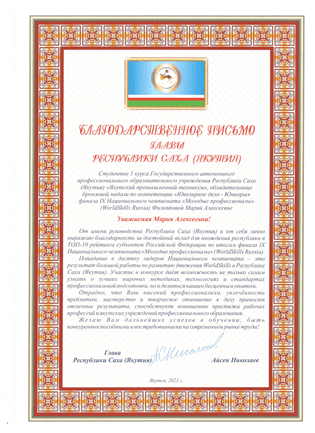 БЛАГОДАРСТВЕННОЕ ПИСЬМО
ГЛАВЫ
РЕСПУБЛИКИ САХА (ЯКУТИЯ)
Студентке 1 курса Государственного автономного
профессионального образовательного учреждения Республики Саха
(Якутия) «Якутский промышленный техникум», обладательнице
бронзовой медали по компетенции «Ювелирное дело - Юниоры»
финала IX Национального чемпионата «Молодые профессионалы»
(WorldSkills Russia) Филипповой Марии Алексеевне
Уважаемая Мария Алексеевна!
От имени руководства Республики Саха (Якутия) и от себя лично
выражаю благодарность за достойный вклад для вхождения республики в
ТОП-10 рейтинга субъектов Российской Федерации по итогам финала IX
Национального чемпионата «Молодые профессионалы» (WorldSkills Russia).
Попадание в десятку лидеров Национального чемпионата – это
результат большой работы по развитию движения WorldSkills в Республике
Саха (Якутия). Участие в конкурсе даёт возможность не только самим
узнать о лучших мировых методиках, технологиях и стандартах
профессиональной подготовки, но и делиться нашим бесценным опытом.
Отрадно, что Ваш высокий профессионализм, увлечённость
предметом, мастерство и творческое отношение к делу приносят
отличные результаты, способствуют повышению престижа рабочих
профессий и якутских учреждений профессионального образования.
Желаю Вам дальнейших успехов в обучении, быть
конкурентоспособными и востребованными на современном рынке труда!
Глава
Республики Саха (Якутия)
Айсен Николаев
Якутск, 2021 г.